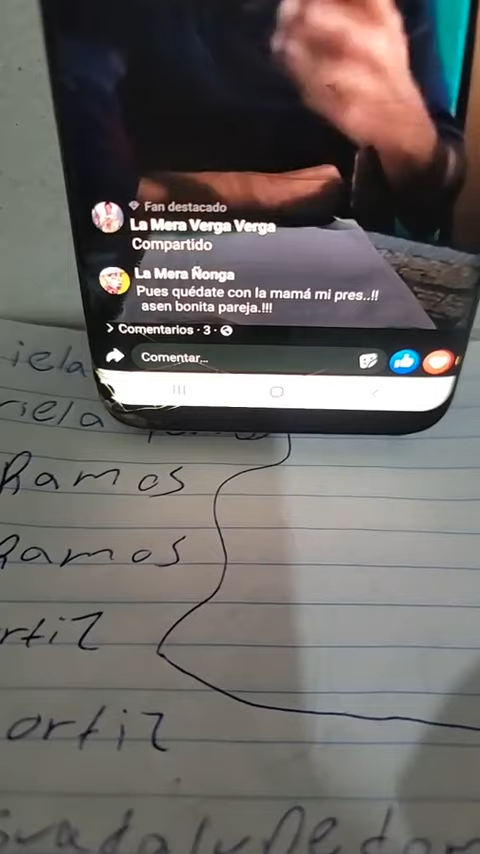 Fan destacado
La Mera Verga Verga
Compartido
La Mera Ñonga
Pues quédate con la mamá mi pres..!!
asen bonita pareja.!!!
Comentarios · 3 ·
Comentar...
iela
riela
Ramos
Ramos
rtiz
ortiz